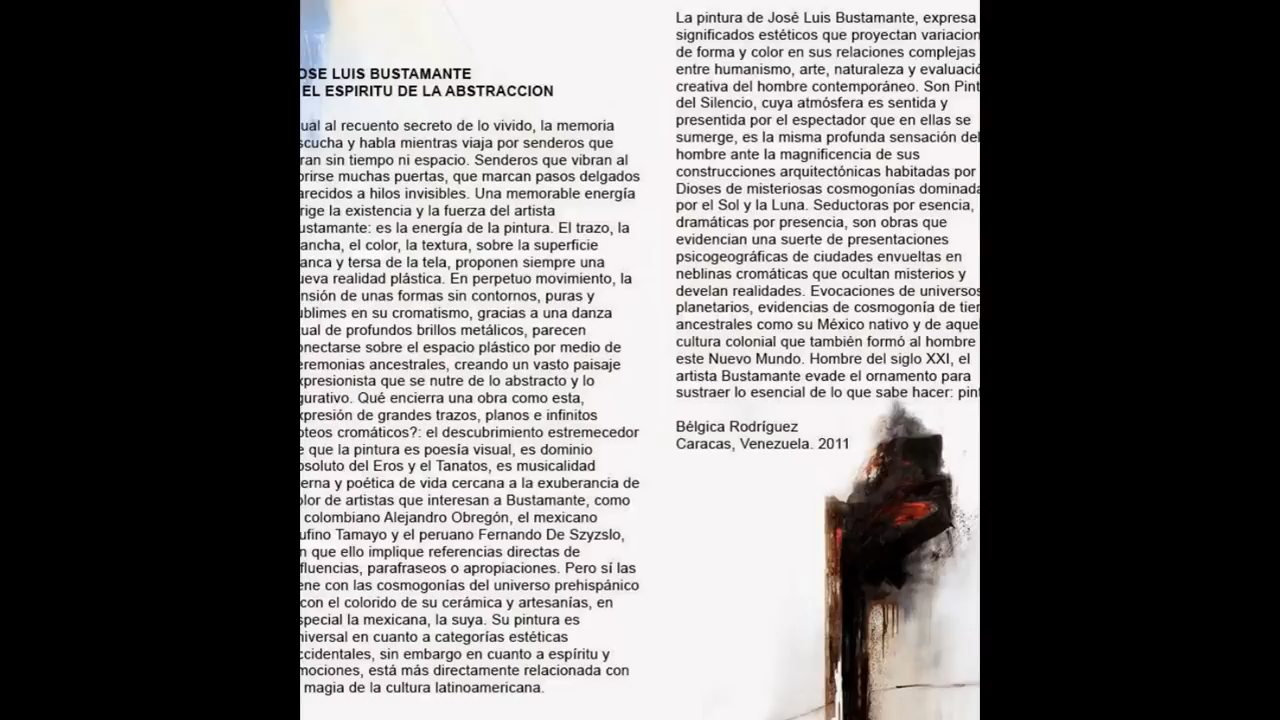 OSE LUIS BUSTAMANTE
EL ESPIRITU DE LA ABSTRACCION
ual al recuento secreto de lo vivido, la memoria
scucha y habla mientras viaja por senderos que
ran sin tiempo ni espacio. Senderos que vibran al
brirse muchas puertas, que marcan pasos delgados
arecidos a hilos invisibles. Una memorable energía
rige la existencia y la fuerza del artista
ustamante: es la energía de la pintura. El trazo, la
ancha, el color, la textura, sobre la superficie
anca y tersa de la tela, proponen siempre una
ueva realidad plástica. En perpetuo movimiento, la
nsión de unas formas sin contornos, puras y
ublimes en su cromatismo, gracias a una danza
tual de profundos brillos metálicos, parecen
onectarse sobre el espacio plástico por medio de
eremonias ancestrales, creando un vasto paisaje
xpresionista que se nutre de lo abstracto y lo
gurativo. Qué encierra una obra como esta,
xpresión de grandes trazos, planos e infinitos
oteos cromáticos?: el descubrimiento estremecedor
e que la pintura es poesía visual, es dominio
bsoluto del Eros y el Tanatos, es musicalidad
erna y poética de vida cercana a la exuberancia de
olor de artistas que interesan a Bustamante, como
colombiano Alejandro Obregón, el mexicano
ufino Tamayo y el peruano Fernando De Szyzslo,
n que ello implique referencias directas de
fluencias, parafraseos o apropiaciones. Pero sí las
ene con las cosmogonías del universo prehispánico
con el colorido de su cerámica y artesanías, en
special la mexicana, la suya. Su pintura es
niversal en cuanto a categorías estéticas
ccidentales, sin embargo en cuanto a espíritu y
mociones, está más directamente relacionada con
magia de la cultura latinoamericana.
La pintura de José Luis Bustamante, expresa
significados estéticos que proyectan variacion
de forma y color en sus relaciones complejas
entre humanismo, arte, naturaleza y evaluació
creativa del hombre contemporáneo. Son Pint
del Silencio, cuya atmósfera es sentida y
presentida por el espectador que en ellas se
sumerge, es la misma profunda sensación del
hombre ante la magnificencia de sus
construcciones arquitectónicas habitadas por
Dioses de misteriosas cosmogonías dominada
por el Sol y la Luna. Seductoras por esencia,
dramáticas por presencia, son obras que
evidencian una suerte de presentaciones
psicogeográficas de ciudades envueltas en
neblinas cromáticas que ocultan misterios y
develan realidades. Evocaciones de universos
planetarios, evidencias de cosmogonía de tier
ancestrales como su México nativo y de aquel
cultura colonial que también formó al hombre
este Nuevo Mundo. Hombre del siglo XXI, el
artista Bustamante evade el ornamento para
sustraer lo esencial de lo que sabe hacer: pint
Bélgica Rodríguez
Caracas, Venezuela. 2011